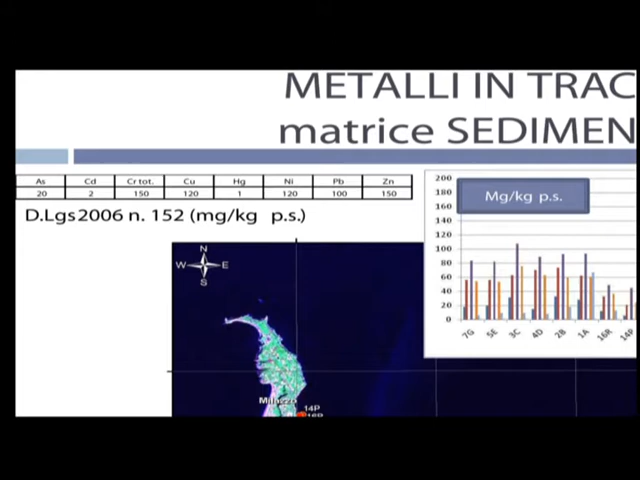 METALLI IN TRAC
matrice SEDIMEN
As Cd Cr tot. Cu Hg Ni Pb Zn
20 2 150 120 1 120 100 150
D.Lgs2006 n. 152 (mg/kg p.s.)
Mg/kg p.s.
200
180
160
140
120
100
80
60
40
20
0
7G 5E 3C 4D 2B 1A 16R 14P
N
W E
S
Milazzo
14P
16R